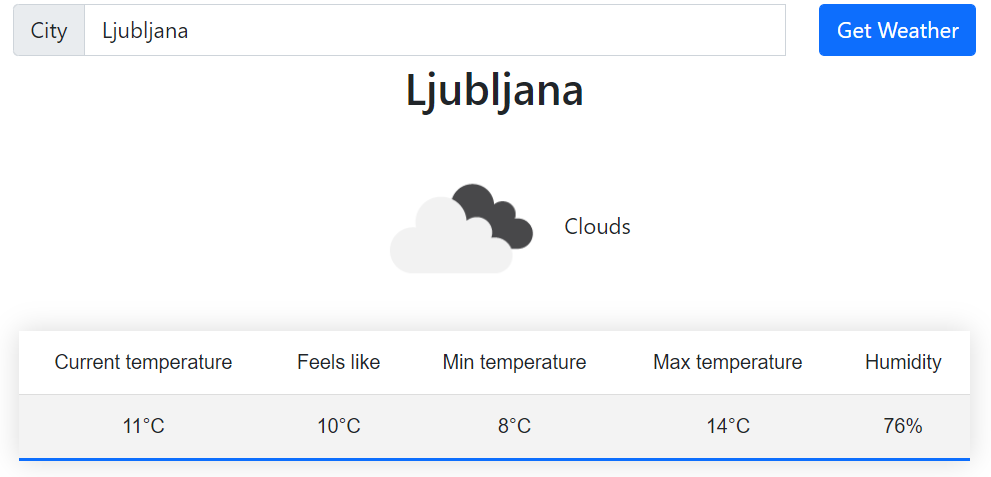 City Ljubljana Get Weather
Ljubljana
Clouds
Current temperature Feels like Min temperature Max temperature Humidity
11°C 10°C 8°C 14°C 76%